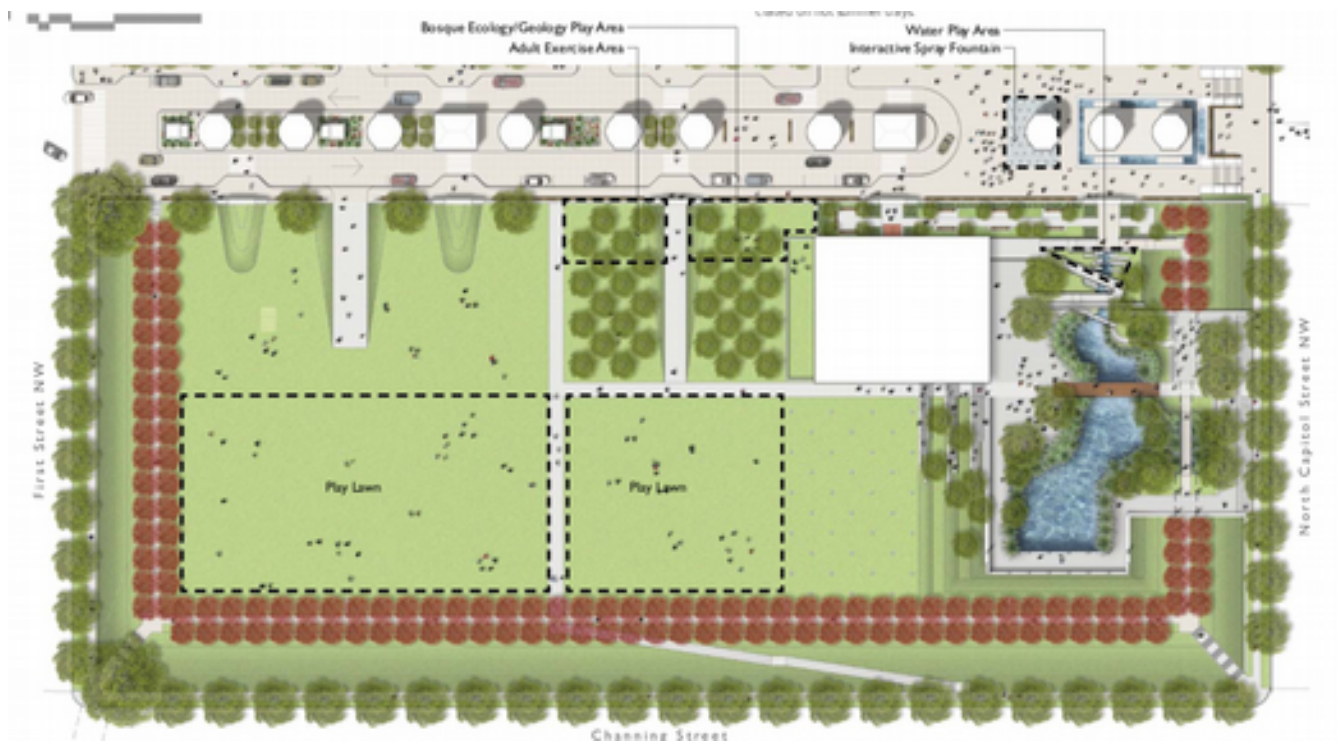 Bosque Ecology/Geology Play Area
Adult Exercise Area
Water Play Area
Interactive Spray Fountain
First Street NW
Play Lawn
Play Lawn
North Capitol Street NW
Channing Street